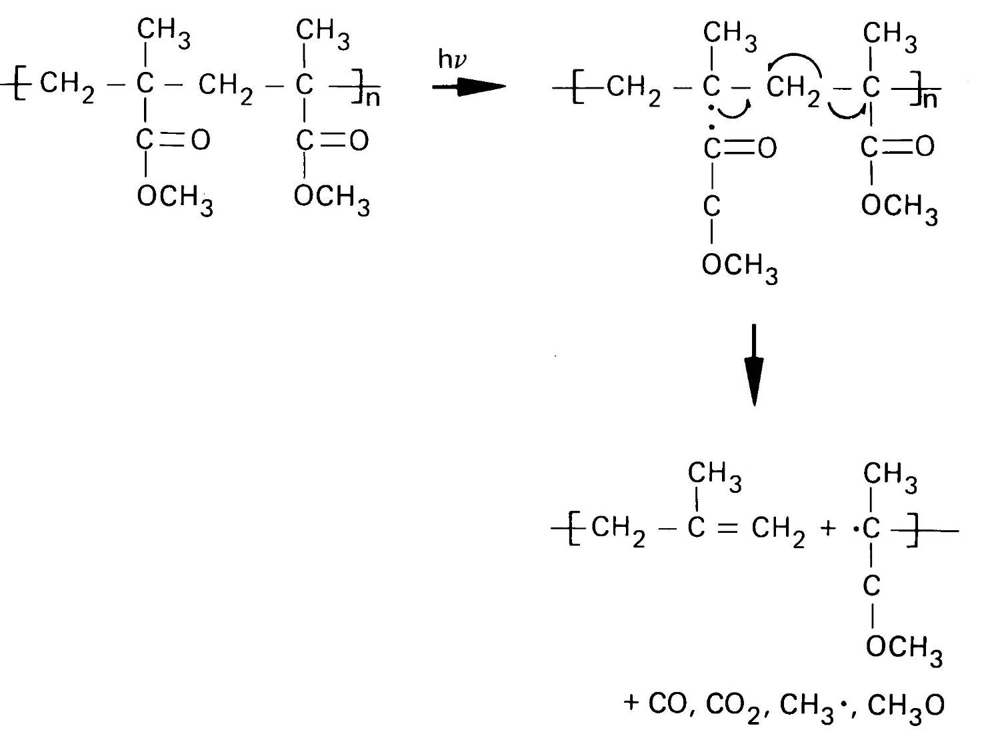 CH3 CH3
[ CH2 – C – CH2 – C ]n
C=O C=O
OCH3 OCH3
hν
CH3 CH3
[ CH2 – C – CH2 – C ]n
· ·
C=O C=O
C OCH3
OCH3
CH3 CH3
[ CH2 – C = CH2 + ·C ]
C
OCH3
+ CO, CO2, CH3·, CH3O